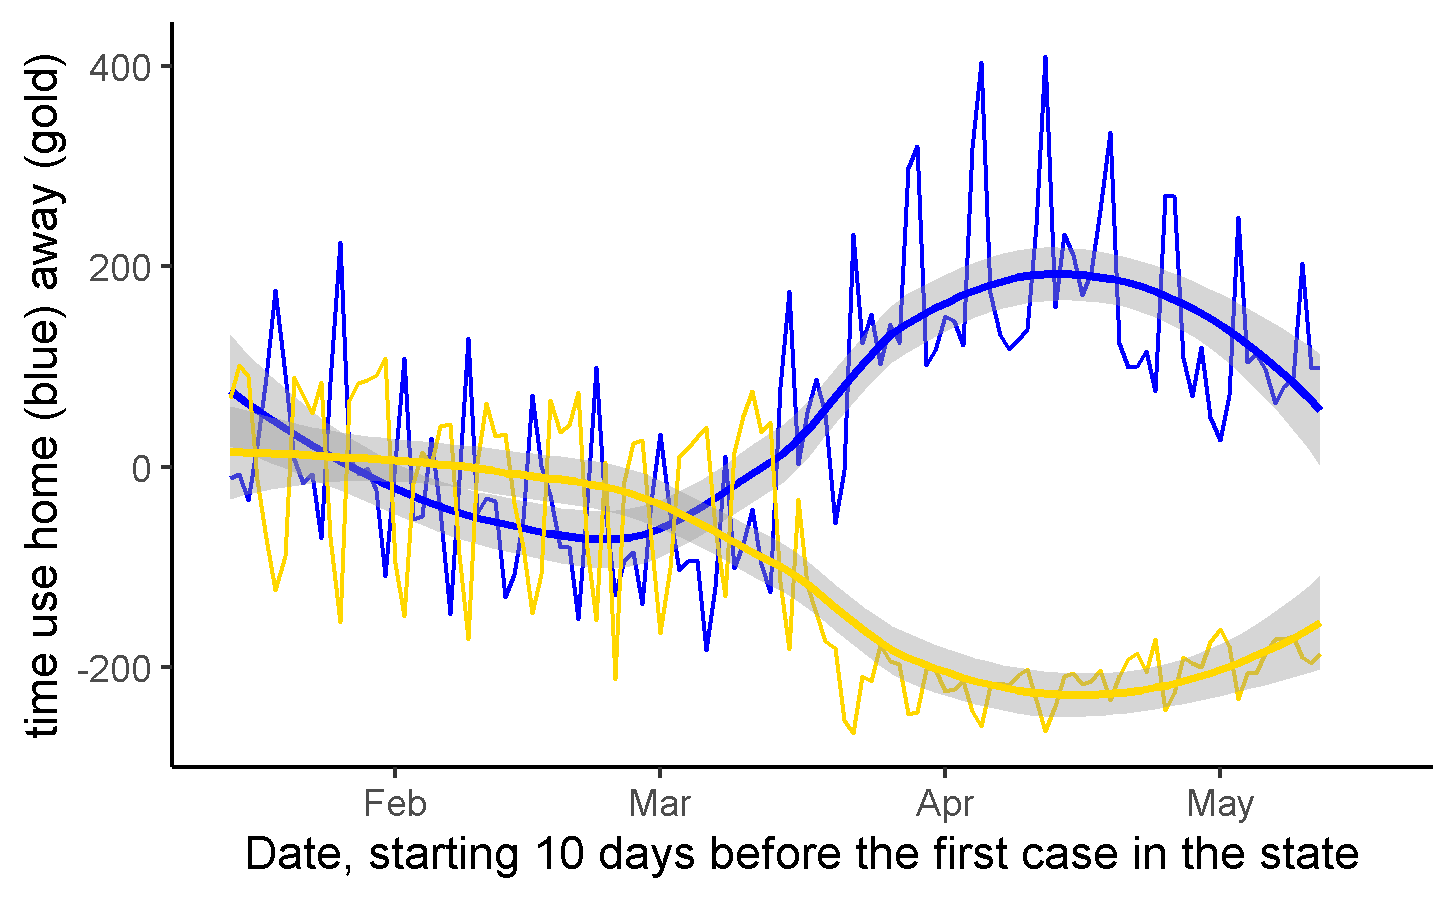 time use home (blue) away (gold)
400
200
0
-200
Feb Mar Apr May
Date, starting 10 days before the first case in the state